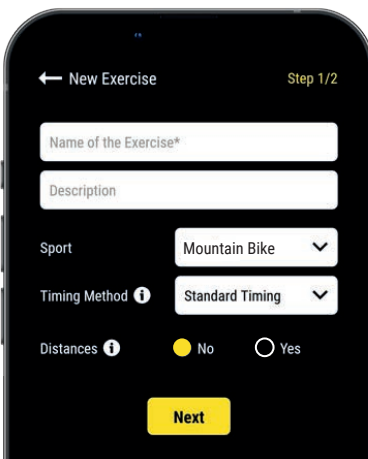 New Exercise
Step 1/2
Name of the Exercise*
Description
Sport
Mountain Bike
Timing Method
Standard Timing
Distances
No
Yes
Next